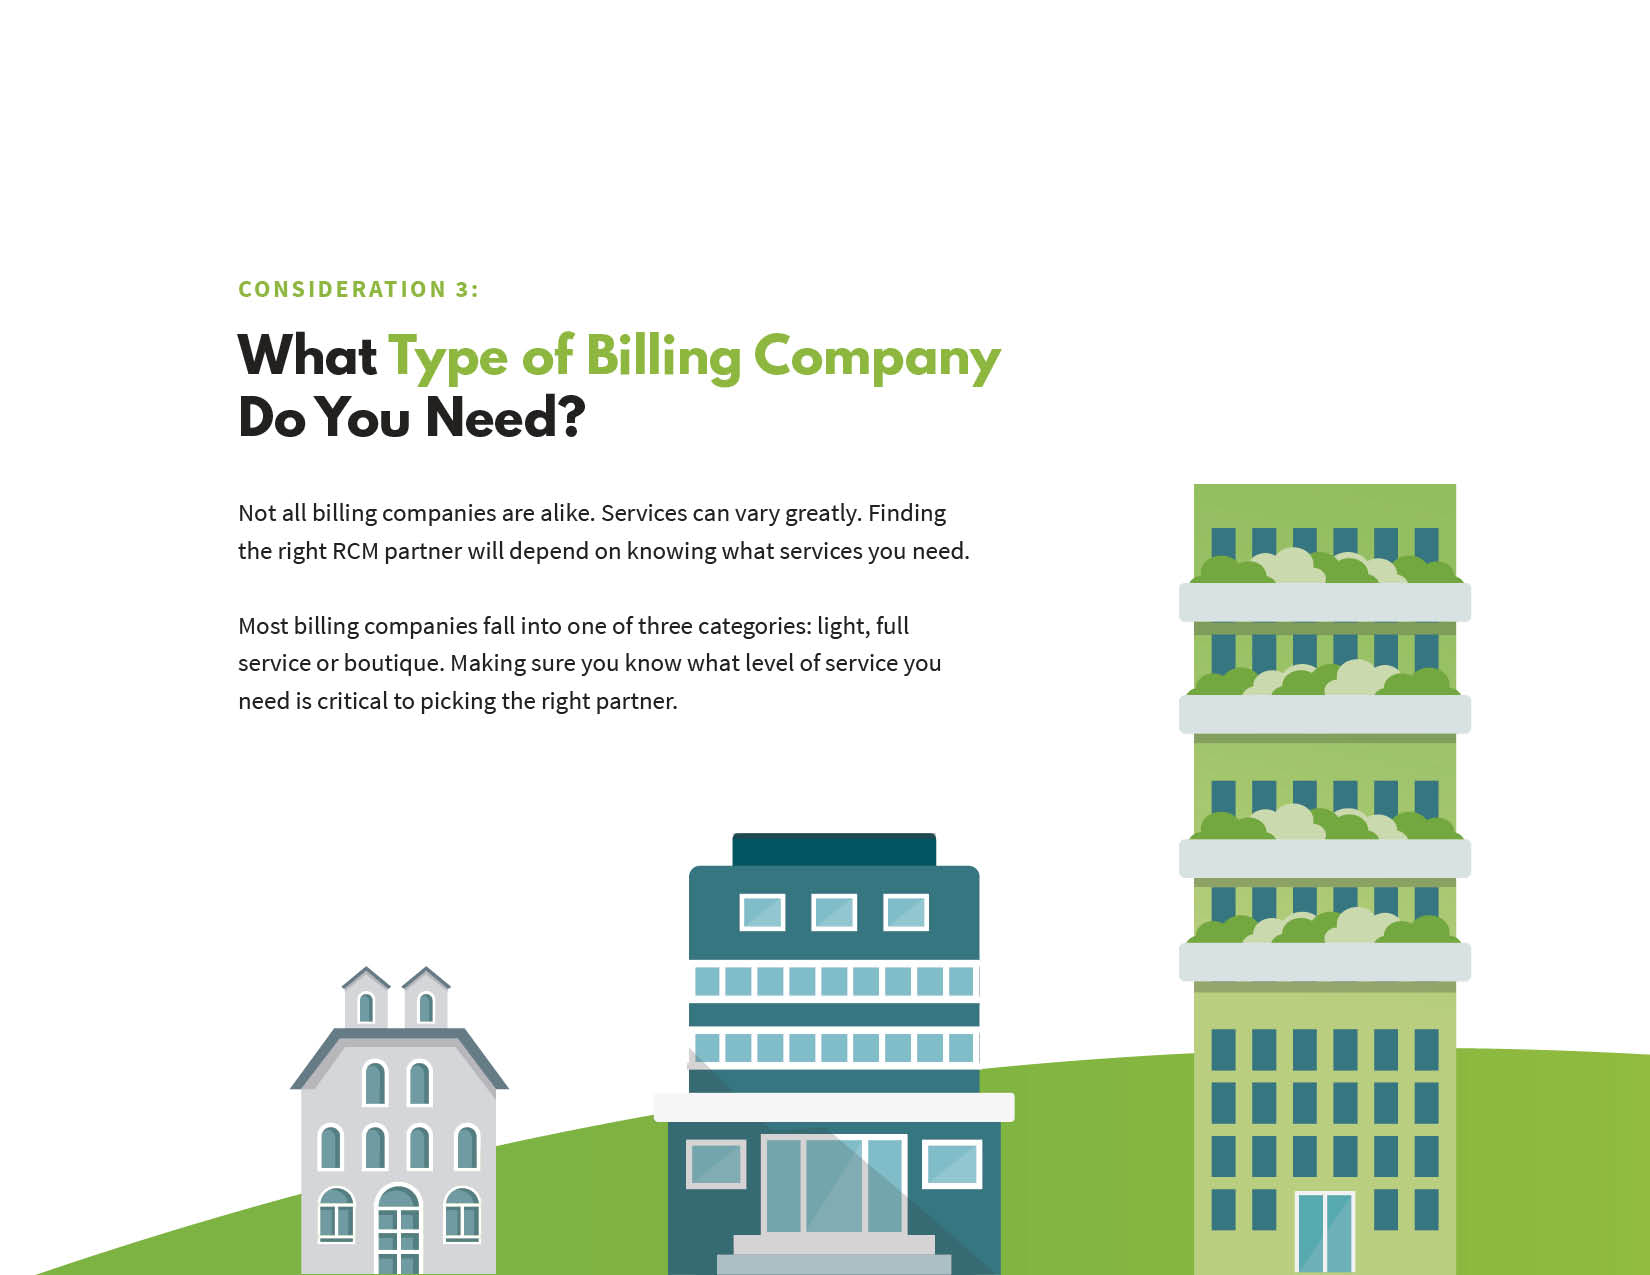 CONSIDERATION 3:
What Type of Billing Company
Do You Need?
Not all billing companies are alike. Services can vary greatly. Finding
the right RCM partner will depend on knowing what services you need.
Most billing companies fall into one of three categories: light, full
service or boutique. Making sure you know what level of service you
need is critical to picking the right partner.